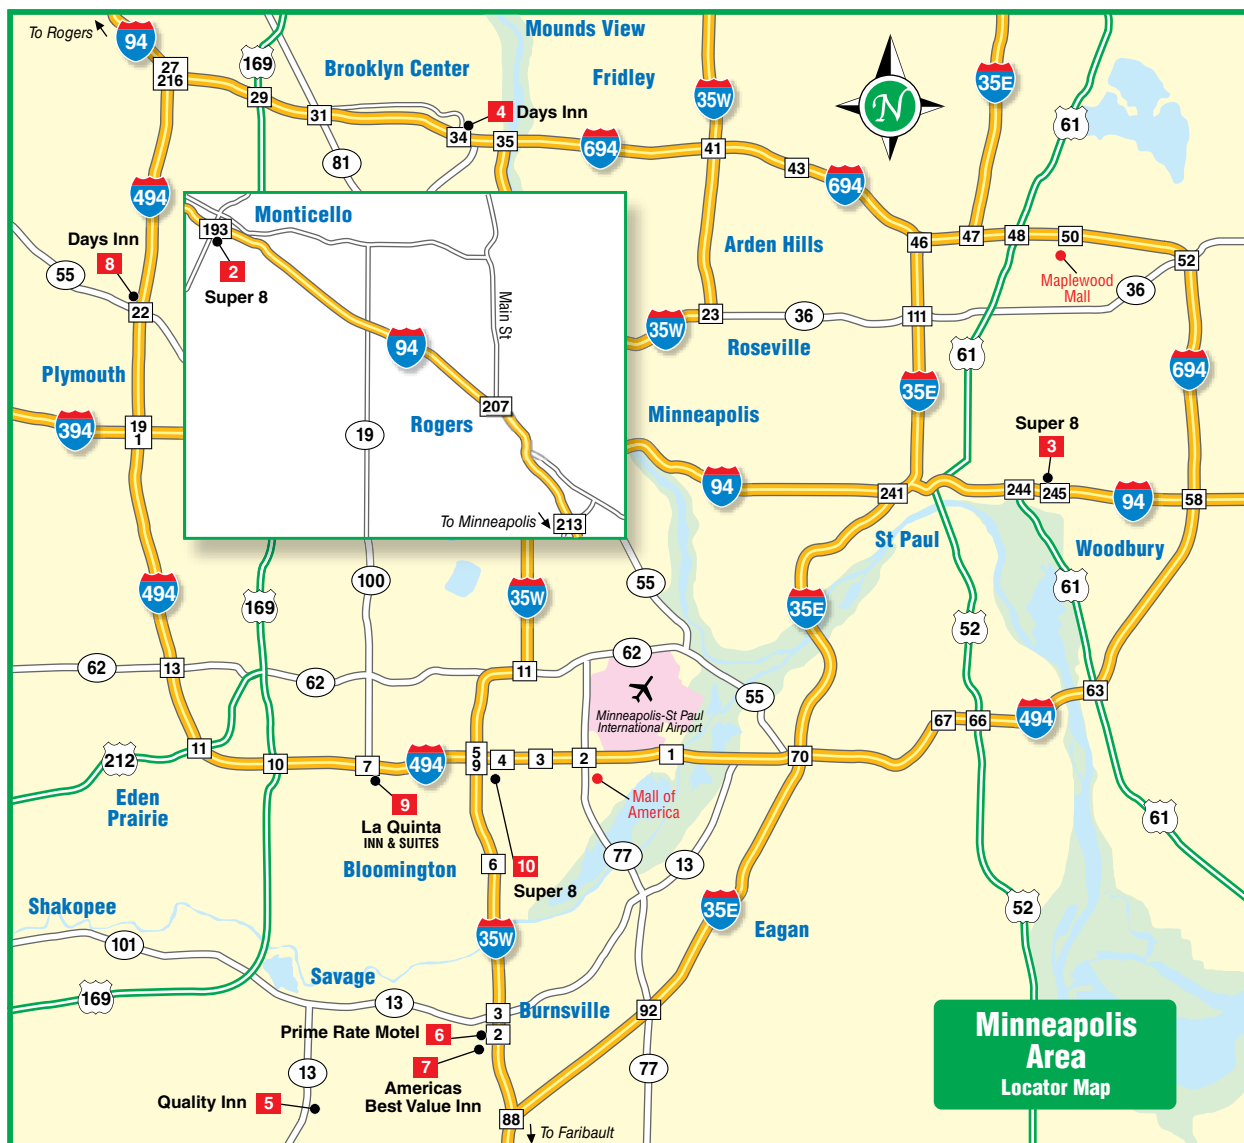 To Rogers
94
27
216
169
29
31
81
Brooklyn Center
Mounds View
Fridley
4
Days Inn
34
35
694
35W
41
43
694
N
35E
61
494
Days Inn
8
55
22
Monticello
193
2
Super 8
Main St
94
19
Rogers
207
To Minneapolis
213
Arden Hills
46
47
48
50
52
Maplewood
Mall
36
35W
23
36
111
Roseville
61
35E
694
Plymouth
394
19
1
Minneapolis
94
241
Super 8
3
244
245
94
58
St Paul
Woodbury
494
169
100
35W
55
35E
52
61
62
13
62
11
62
55
Minneapolis-St Paul
International Airport
63
67
66
494
212
11
10
7
494
5
9
4
3
2
1
70
Eden
Prairie
9
La Quinta
INN & SUITES
Bloomington
Mall of
America
10
Super 8
6
77
13
61
Shakopee
101
35W
35E
Eagan
52
169
Savage
13
3
Burnsville
92
Prime Rate Motel
6
2
7
Americas
Best Value Inn
13
77
Quality Inn
5
88
To Faribault
Minneapolis
Area
Locator Map